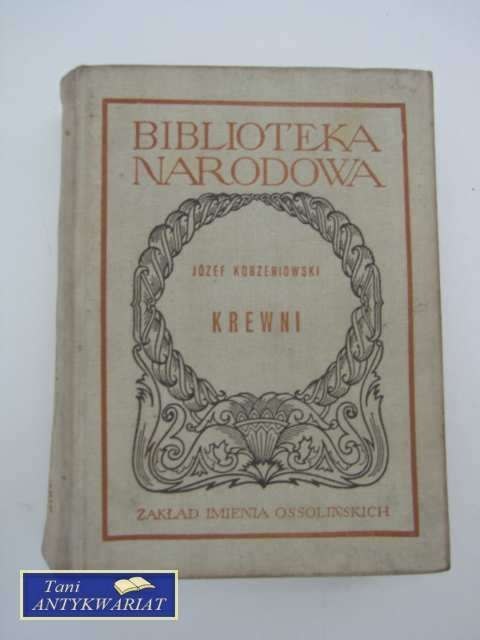 BIBLIOTEKA
NARODOWA
JÓZEF KORZENIOWSKI
KREWNI
ZAKŁAD IMIENIA OSSOLIŃSKICH
Tani
ANTYKWARIAT